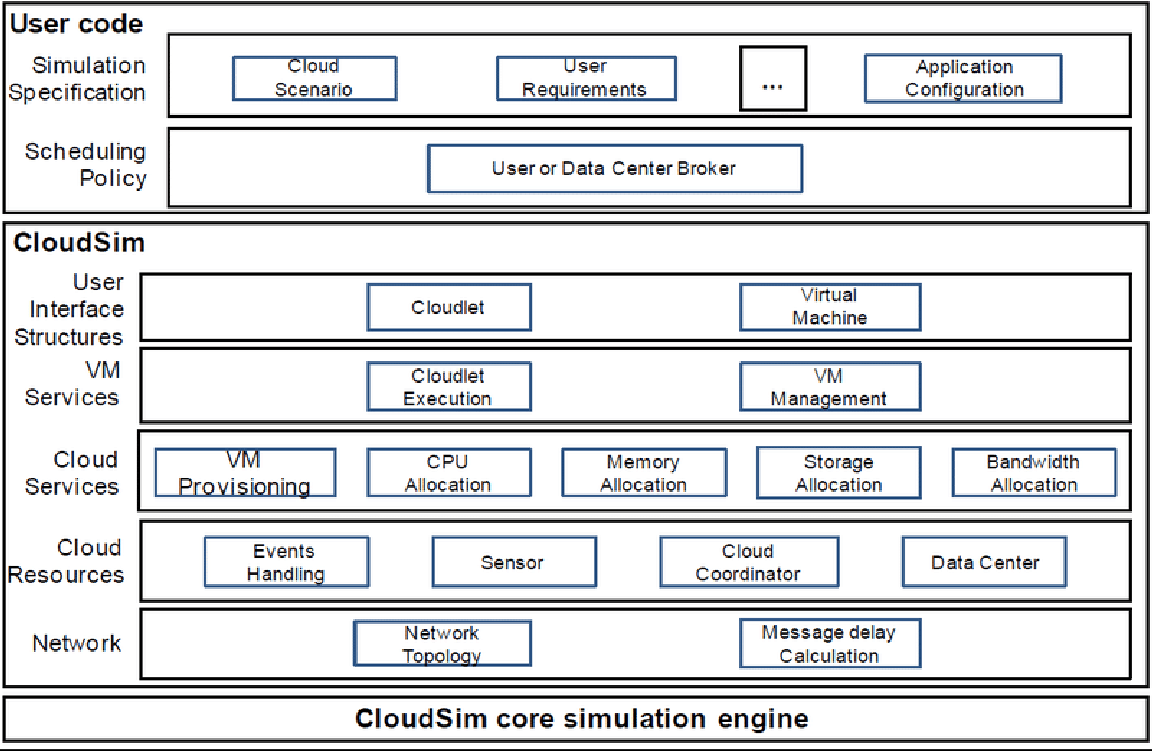 User code
Simulation
Specification
Cloud
Scenario
User
Requirements
...
Application
Configuration
Scheduling
Policy
User or Data Center Broker
CloudSim
User
Interface
Structures
Cloudlet
Virtual
Machine
VM
Services
Cloudlet
Execution
VM
Management
Cloud
Services
VM
Provisioning
CPU
Allocation
Memory
Allocation
Storage
Allocation
Bandwidth
Allocation
Cloud
Resources
Events
Handling
Sensor
Cloud
Coordinator
Data Center
Network
Network
Topology
Message delay
Calculation
CloudSim core simulation engine